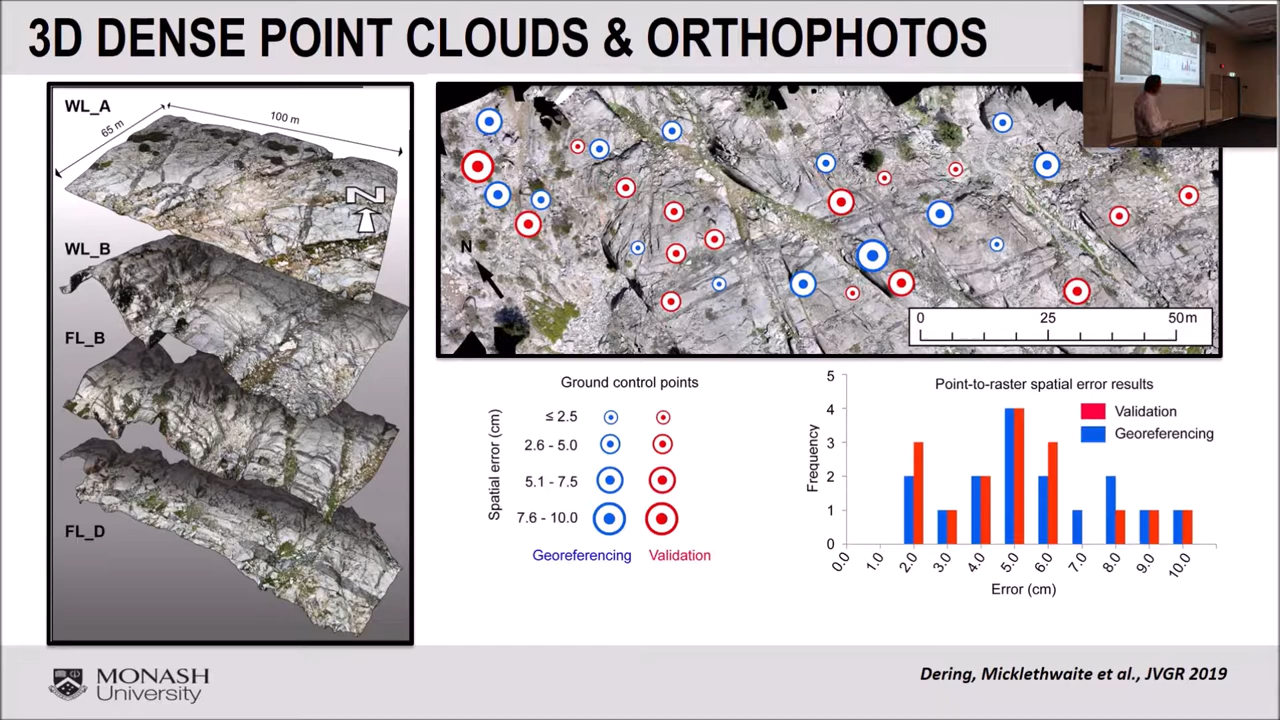 3D DENSE POINT CLOUDS & ORTHOPHOTOS
WL_A
65 m
100 m
N
WL_B
FL_B
FL_D
N
0 25 50m
Ground control points
Spatial error (cm)
≤ 2.5
2.6 - 5.0
5.1 - 7.5
7.6 - 10.0
Georeferencing Validation
Point-to-raster spatial error results
Validation
Georeferencing
Frequency
5
4
3
2
1
0
0.0 1.0 2.0 3.0 4.0 5.0 6.0 7.0 8.0 9.0 10.0
Error (cm)
MONASH
University
Dering, Micklethwaite et al., JVGR 2019